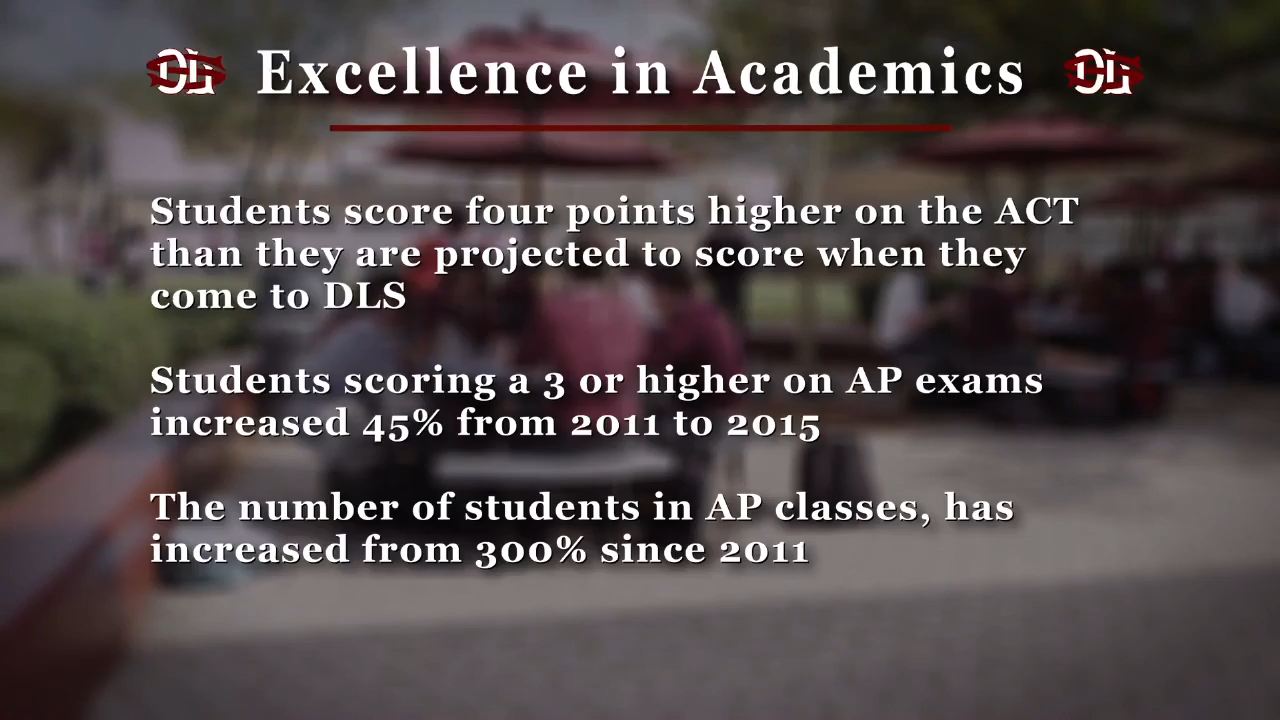 Excellence in Academics
Students score four points higher on the ACT
than they are projected to score when they
come to DLS
Students scoring a 3 or higher on AP exams
increased 45% from 2011 to 2015
The number of students in AP classes, has
increased from 300% since 2011